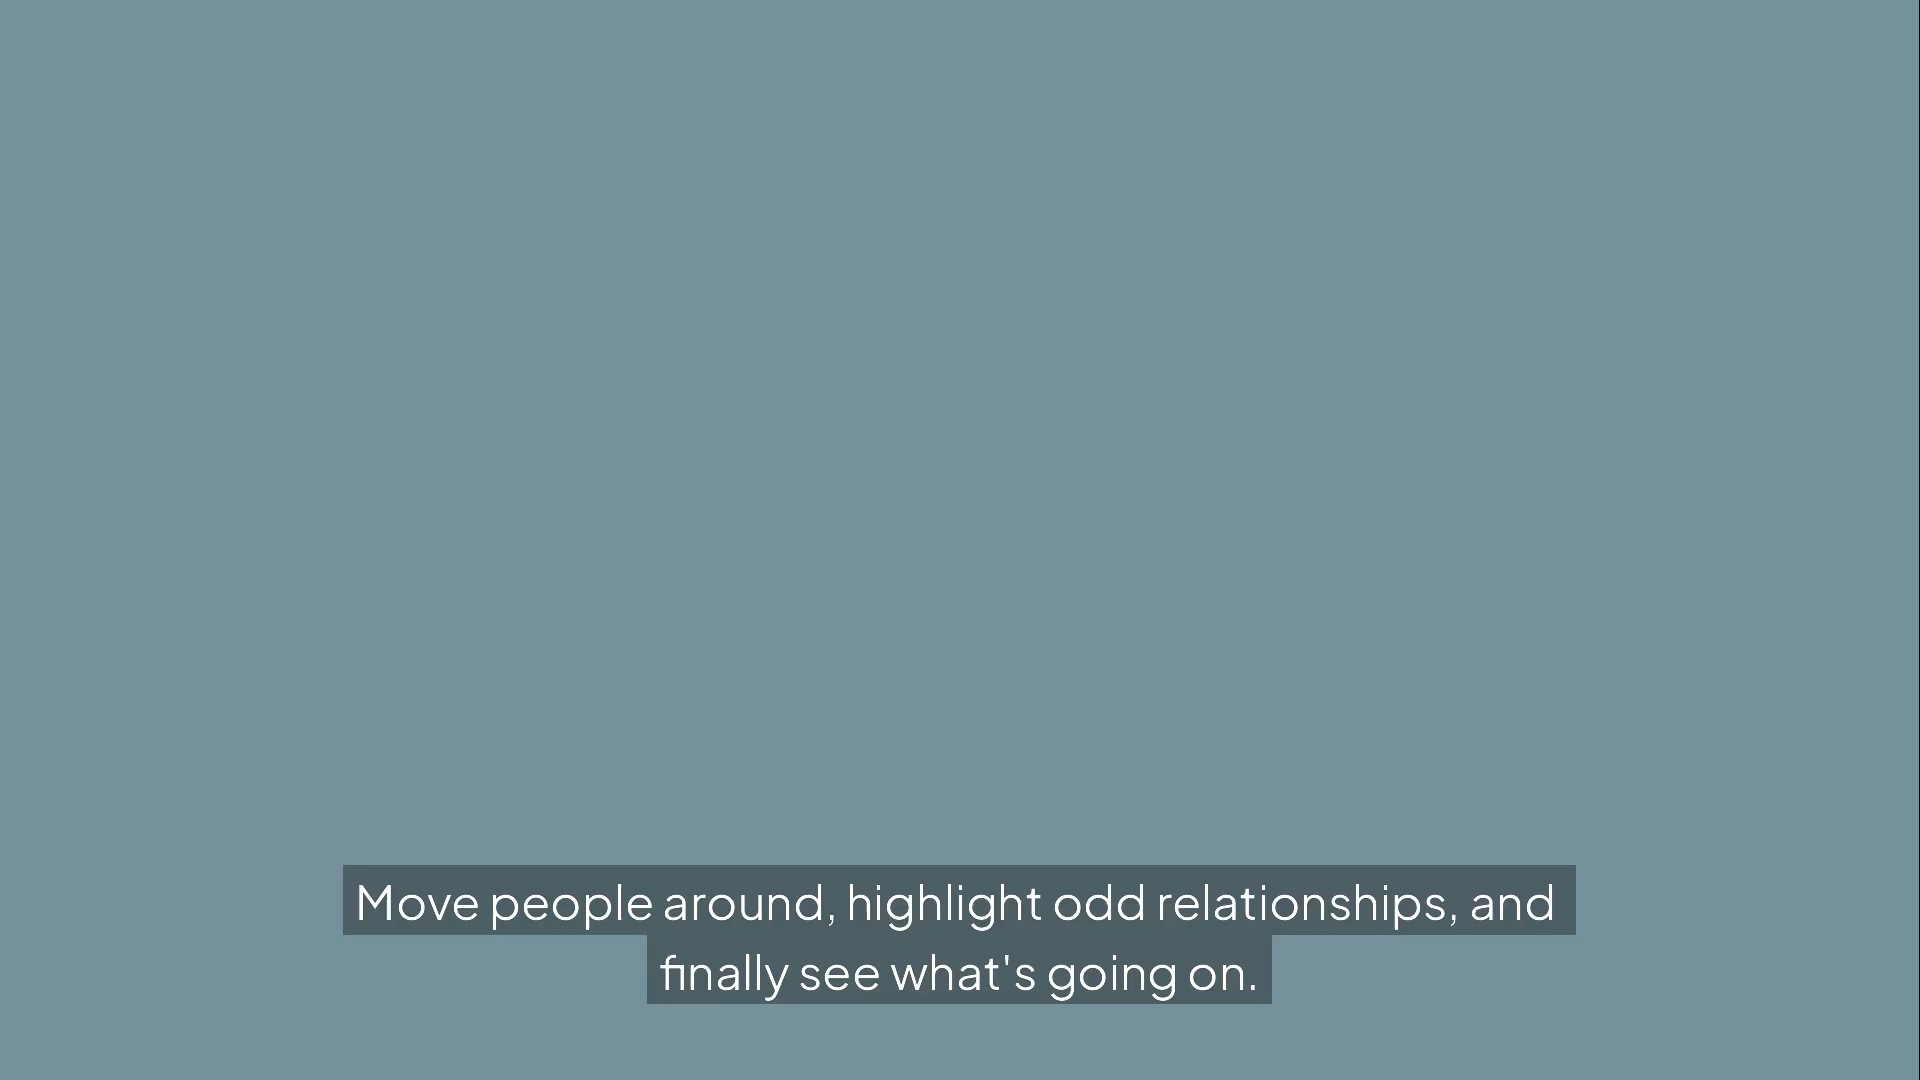 Move people around, highlight odd relationships, and
finally see what's going on.